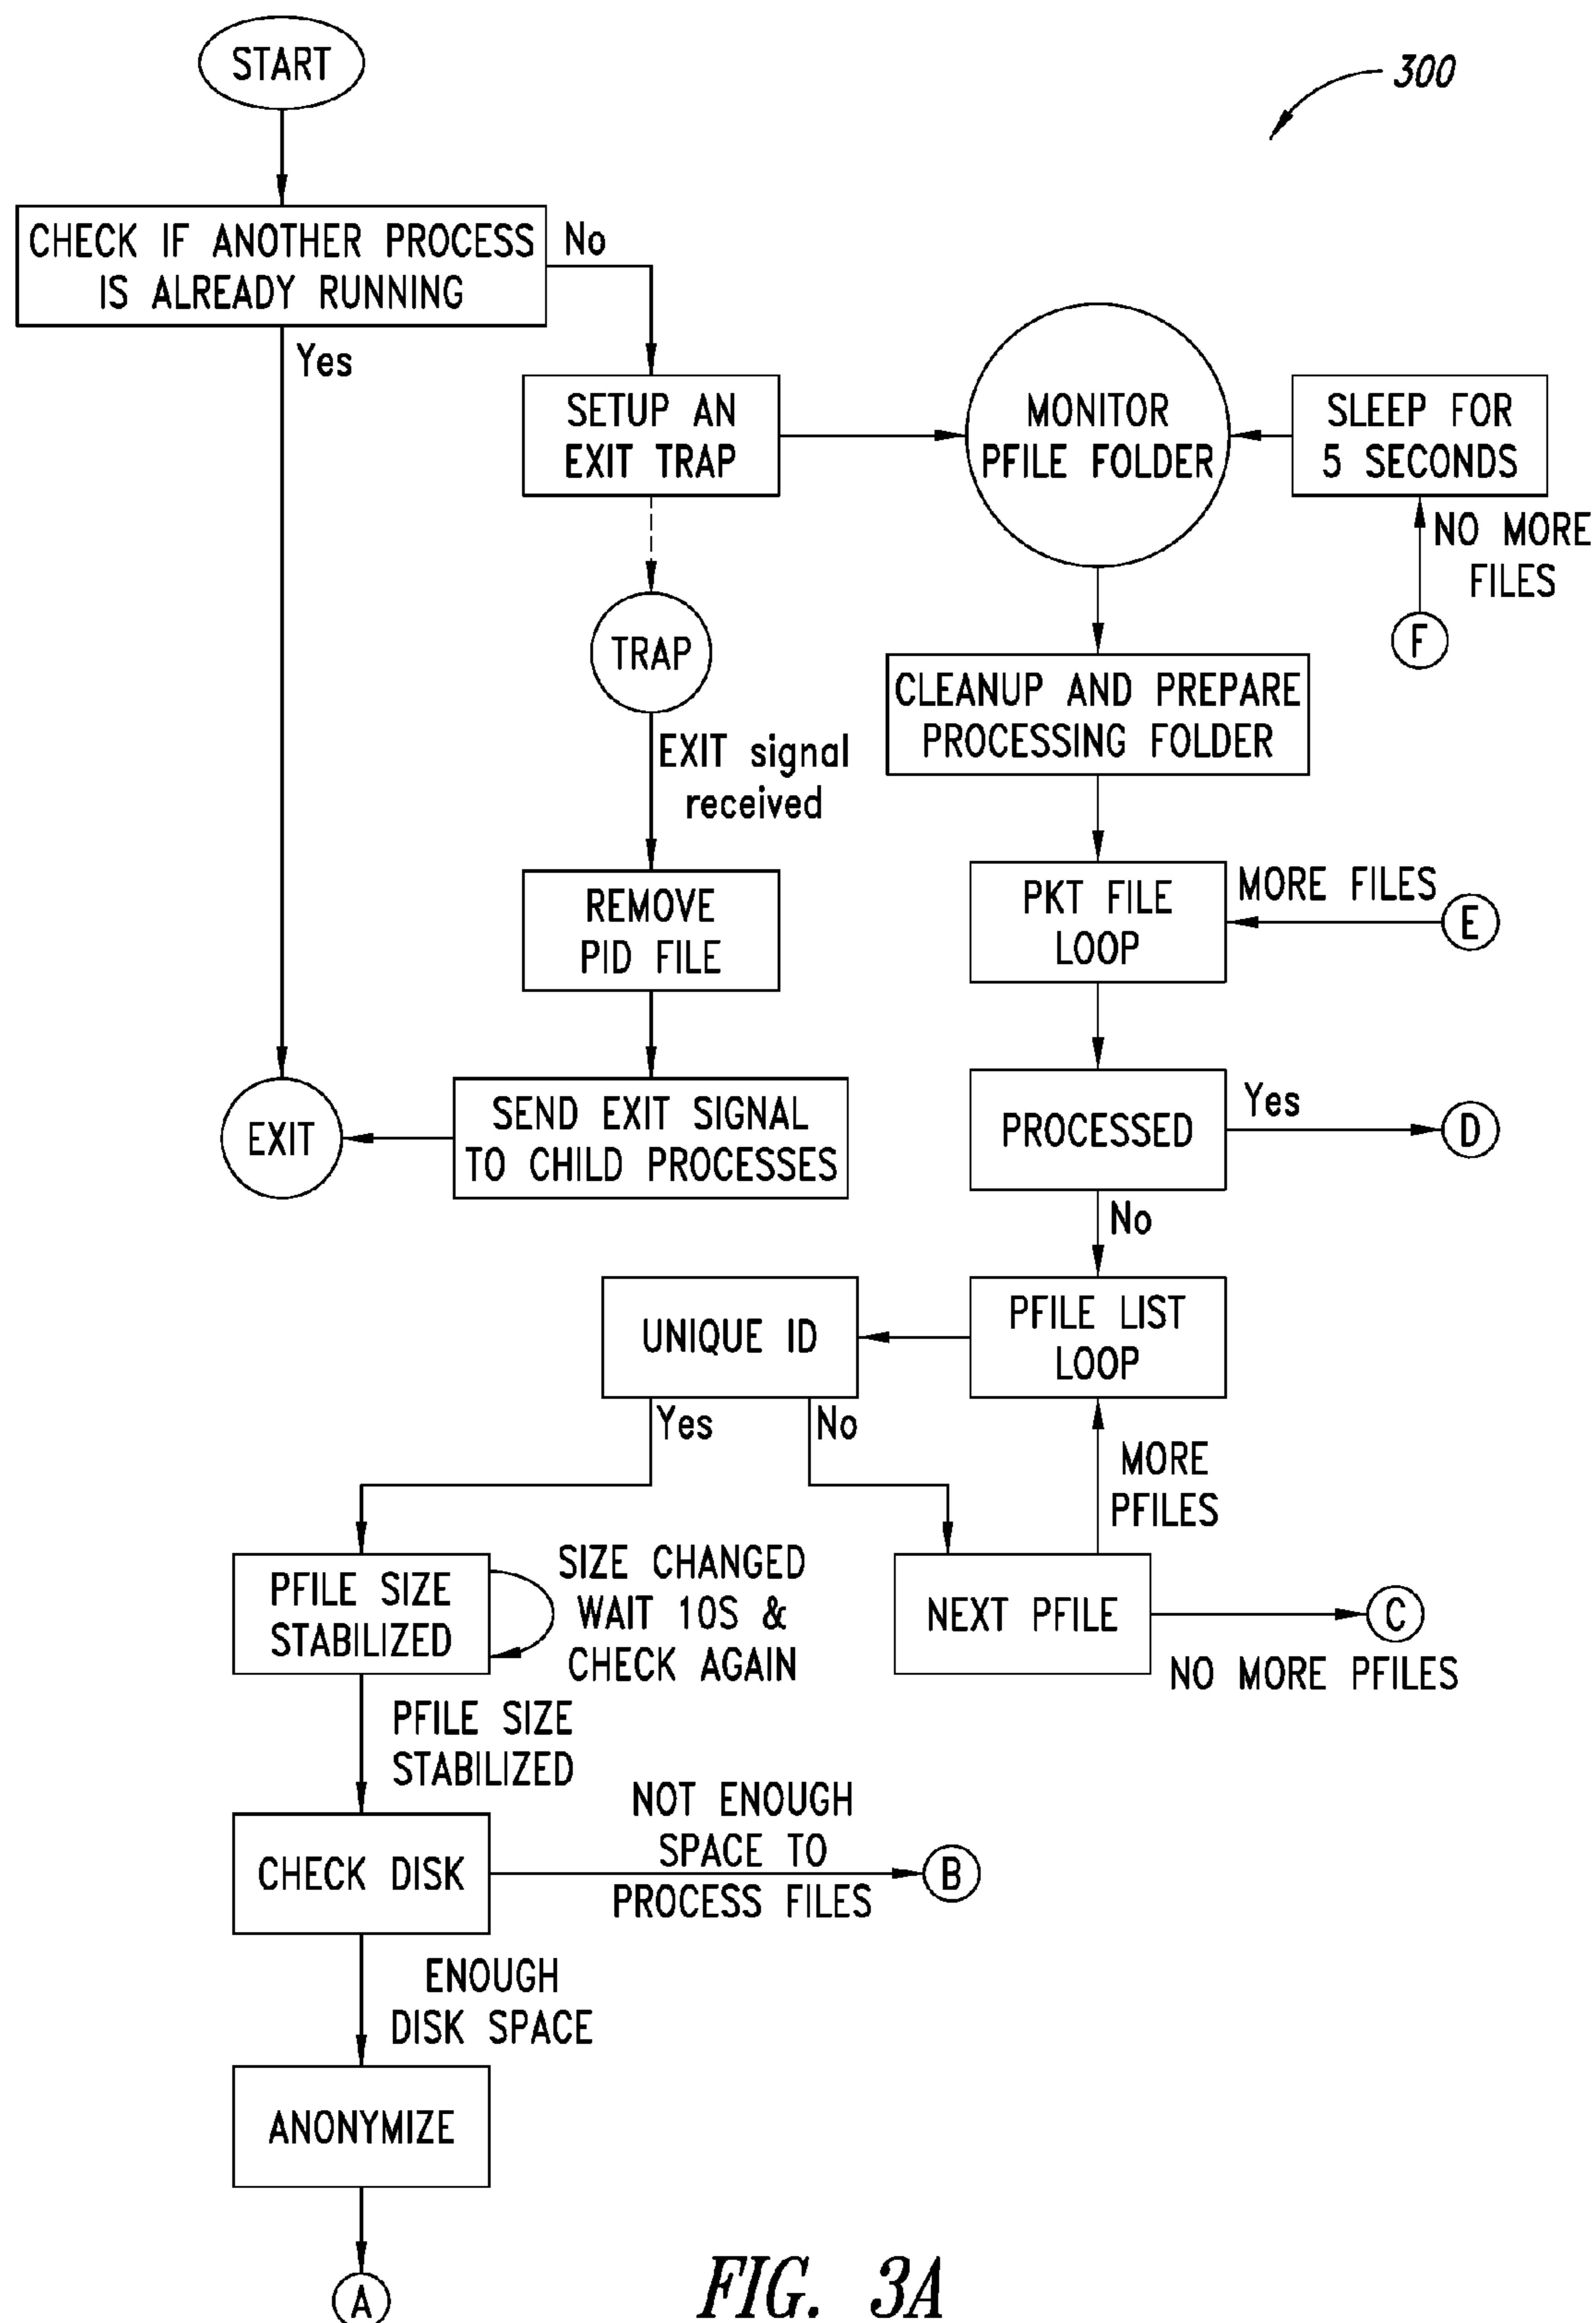 START
300
CHECK IF ANOTHER PROCESS
IS ALREADY RUNNING
No
Yes
SETUP AN
EXIT TRAP
MONITOR
PFILE FOLDER
SLEEP FOR
5 SECONDS
NO MORE
FILES
F
TRAP
CLEANUP AND PREPARE
PROCESSING FOLDER
EXIT signal
received
REMOVE
PID FILE
PKT FILE
LOOP
MORE FILES
E
EXIT
SEND EXIT SIGNAL
TO CHILD PROCESSES
PROCESSED
Yes
D
No
UNIQUE ID
PFILE LIST
LOOP
Yes
No
MORE
PFILES
PFILE SIZE
STABILIZED
SIZE CHANGED
WAIT 10S &
CHECK AGAIN
NEXT PFILE
C
NO MORE PFILES
PFILE SIZE
STABILIZED
CHECK DISK
NOT ENOUGH
SPACE TO
PROCESS FILES
B
ENOUGH
DISK SPACE
ANONYMIZE
A
FIG. 3A